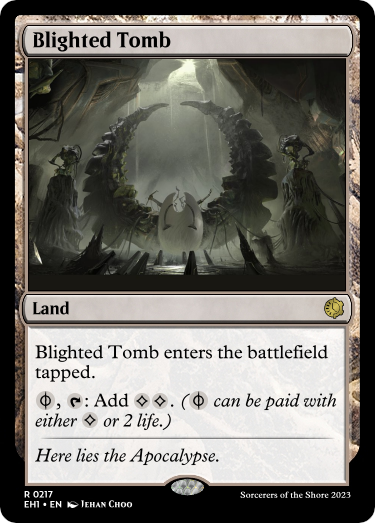 Blighted Tomb
Land
Blighted Tomb enters the battlefield
tapped.
, : Add . ( can be paid with
either or 2 life.)
Here lies the Apocalypse.
R 0217
EH1 • EN Jehan Choo
Sorcerers of the Shore 2023